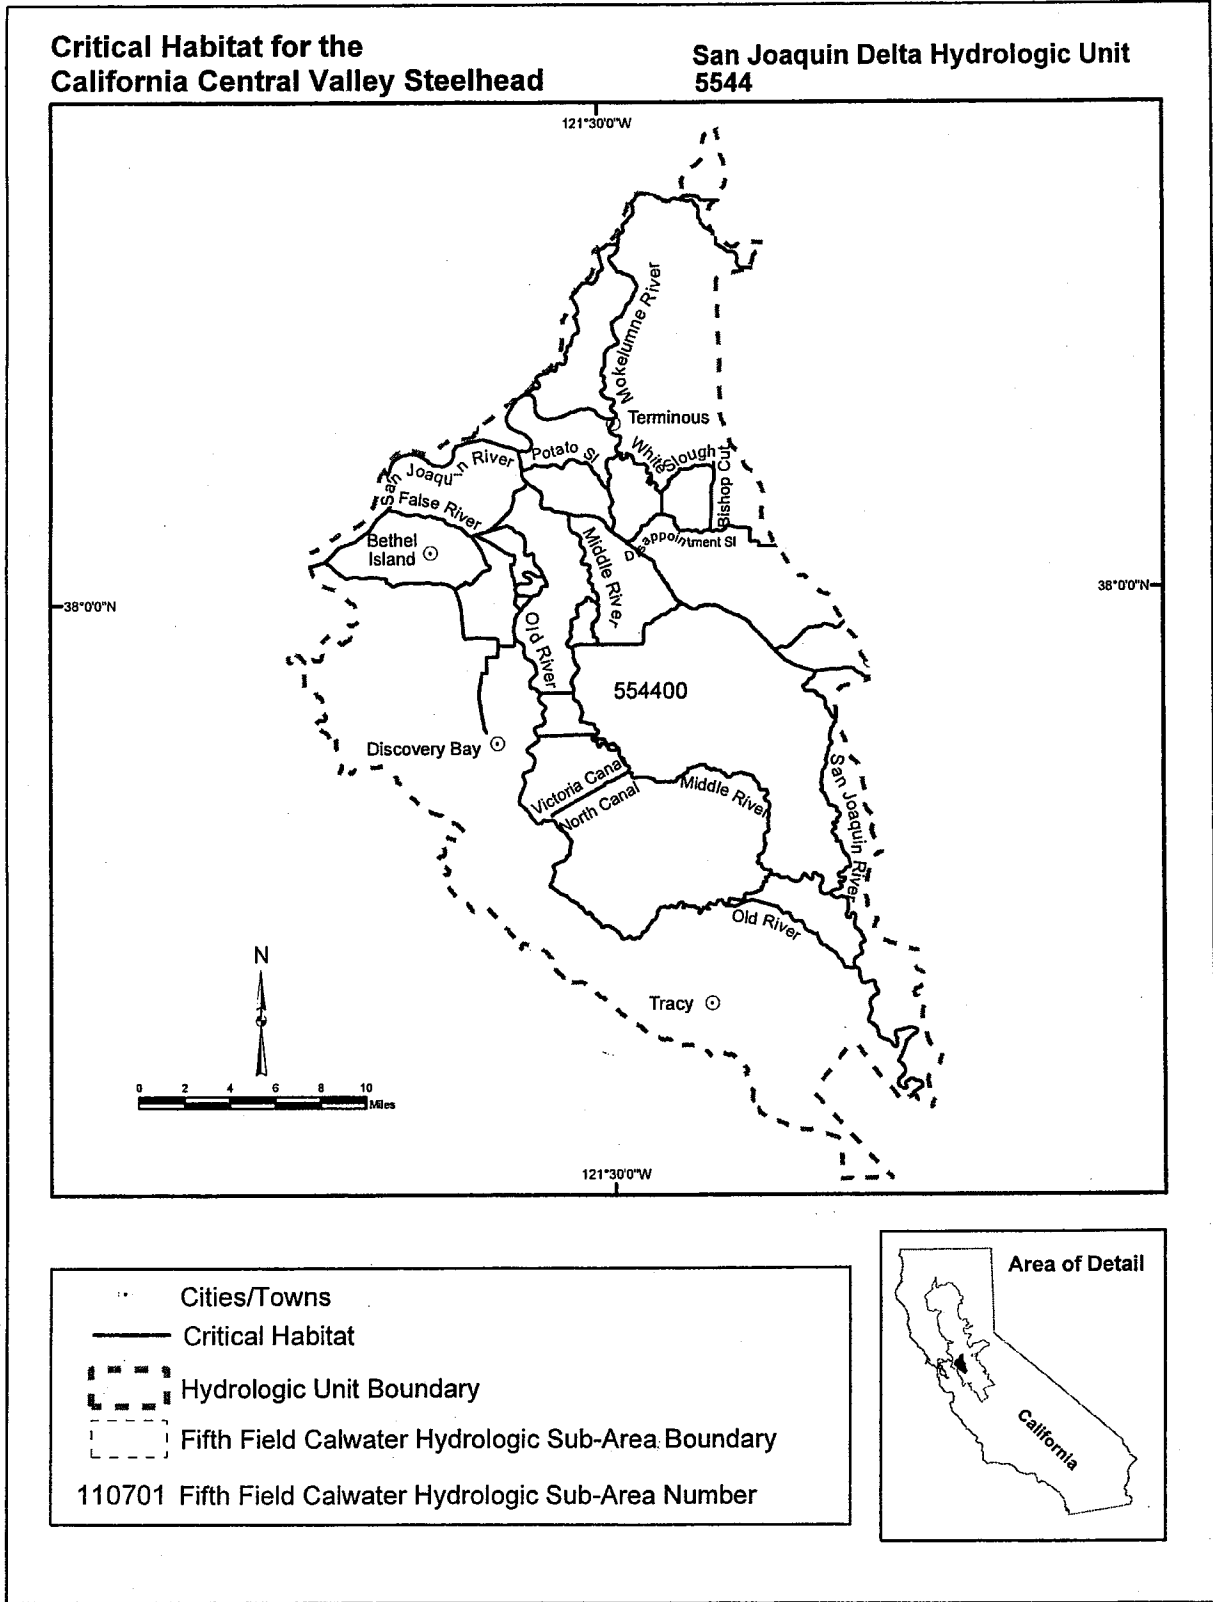 Critical Habitat for the
California Central Valley Steelhead
San Joaquin Delta Hydrologic Unit
5544
121°30'0"W
Mokelumne River
Terminous
White Slough
Bishop Cut
Potato Sl
San Joaquin River
False River
Bethel
Island
Middle River
Disappointment Sl
38°0'0"N
38°0'0"N
Old River
554400
Discovery Bay
Victoria Canal
North Canal
Middle River
San Joaquin River
Old River
N
Tracy
0 2 4 6 8 10
Miles
121°30'0"W
Cities/Towns
Critical Habitat
Hydrologic Unit Boundary
Fifth Field Calwater Hydrologic Sub-Area Boundary
110701 Fifth Field Calwater Hydrologic Sub-Area Number
Area of Detail
California